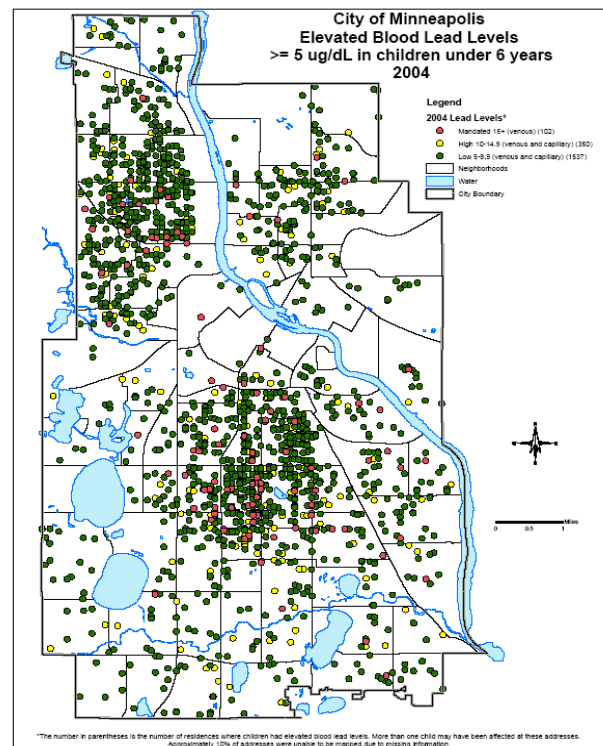 City of Minneapolis
Elevated Blood Lead Levels
>= 5 ug/dL in children under 6 years
2004
Legend
2004 Lead Levels*
Mandated 15+ (venous) (102)
High 10-14.9 (venous and capillary) (350)
Low 5-9.9 (venous and capillary) (1537)
Neighborhoods
Water
City Boundary
Miles
0 0.5 1
*The number in parentheses is the number of residences where children had elevated blood lead levels. More than one child may have been affected at these addresses.
Approximately 10% of addresses were unable to be mapped due to missing information.